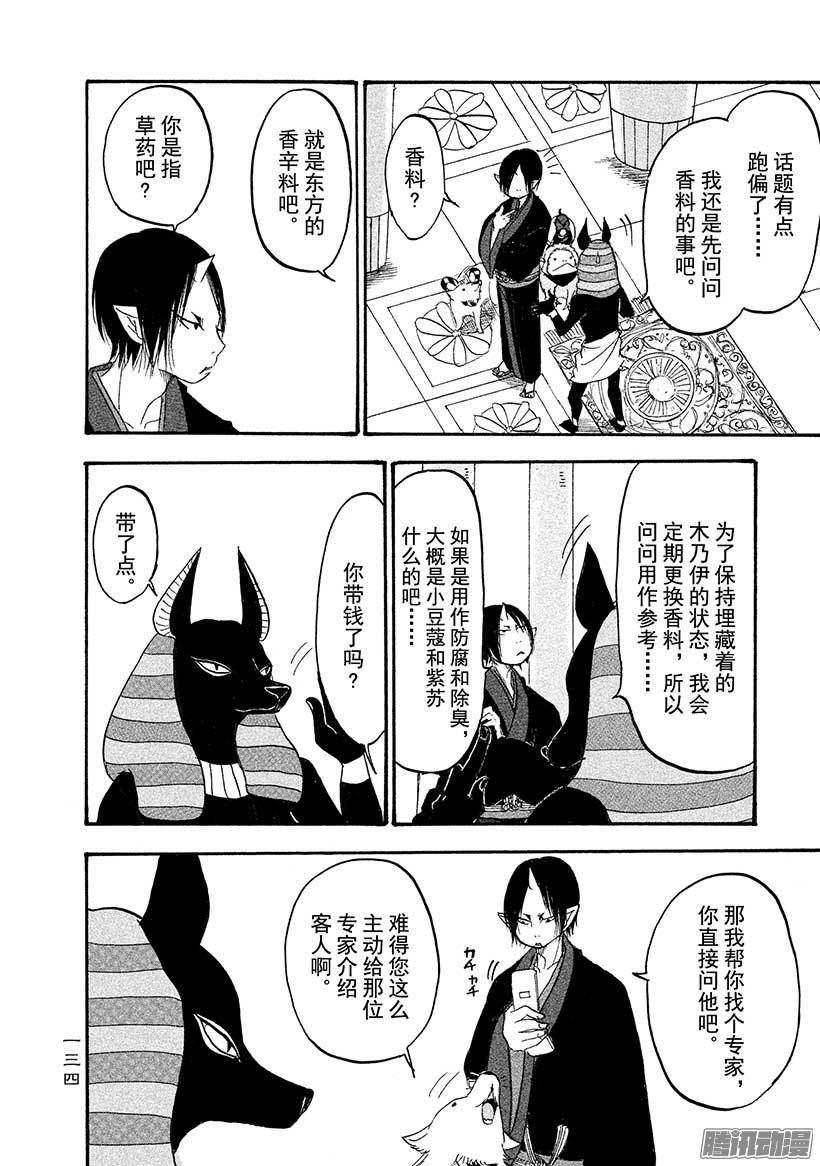 话题有点
跑偏了……
我还是先问问
香料的事吧。
香料？
就是东方的
香辛料吧。
你是指
草药吧？
为了保持埋藏着的
木乃伊的状态，我会
定期更换香料，所以
问问用作参考……
如果是用作防腐和除臭，
大概是小豆蔻和紫苏
什么的吧……
你带钱了吗？
带了点。
那我帮你找个专家，
你直接问他吧。
カチカチ
难得您这么
主动给那位
专家介绍
客人啊。
一三四
腾讯动漫